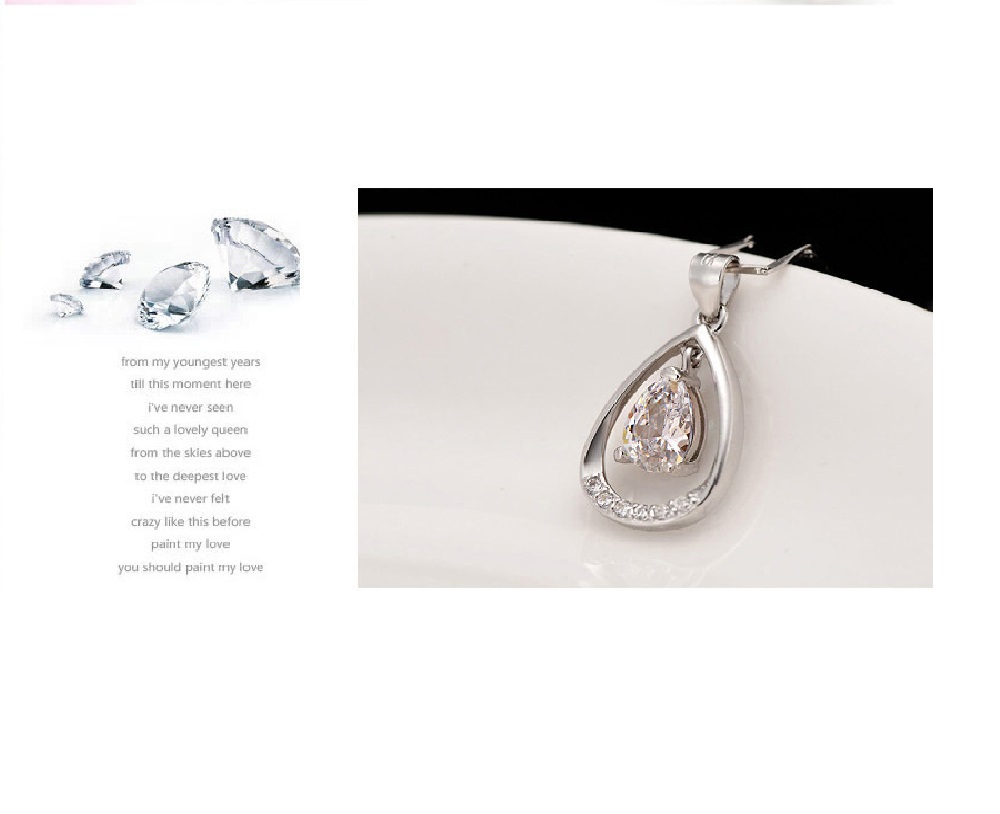 from my youngest years
till this moment here
i've never seen
such a lovely queen
from the skies above
to the deepest love
i've never felt
crazy like this before
paint my love
you should paint my love